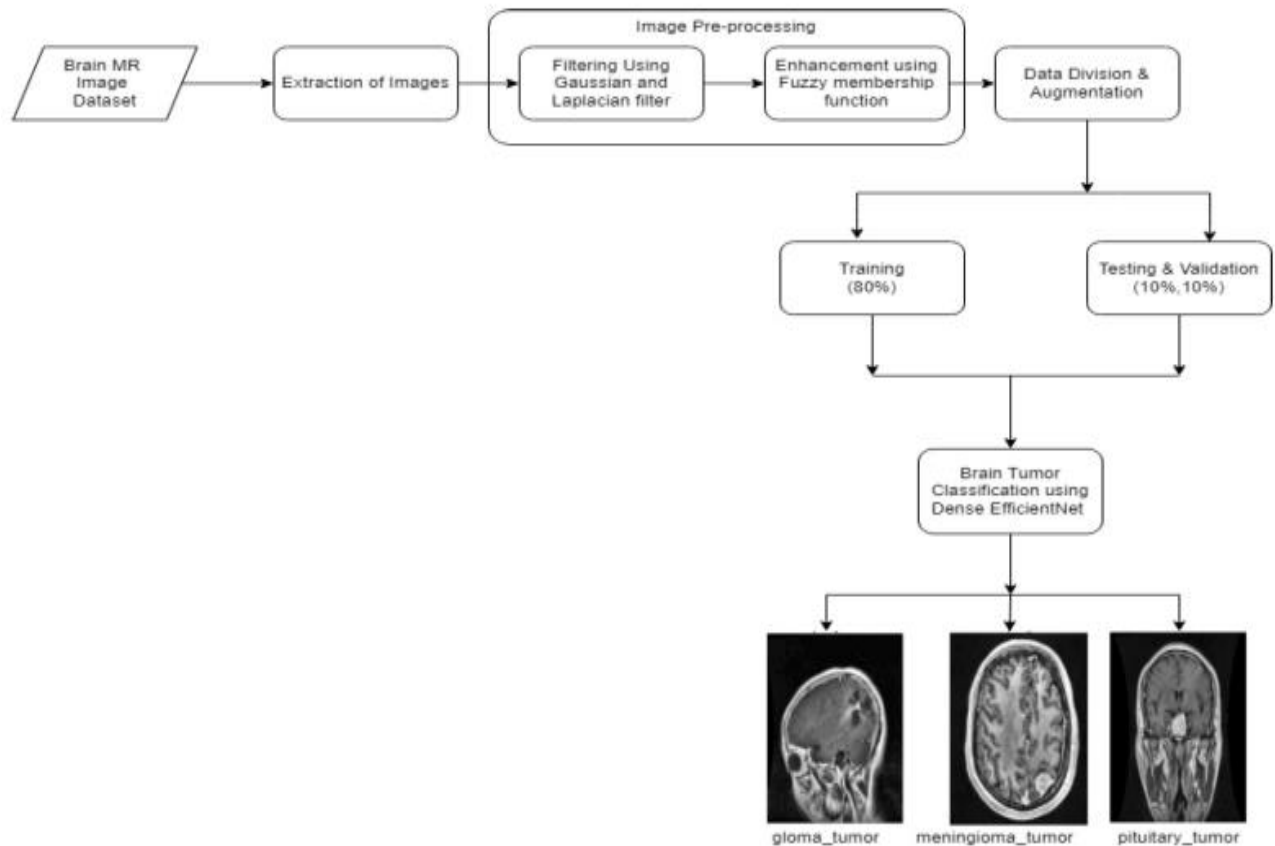 Image Pre-processing
Brain MR
Image
Dataset
Extraction of Images
Filtering Using
Gaussian and
Laplacian filter
Enhancement using
Fuzzy membership
function
Data Division &
Augmentation
Training
(80%)
Testing & Validation
(10%,10%)
Brain Tumor
Classification using
Dense EfficientNet
gloma_tumor
meningioma_tumor
pituitary_tumor